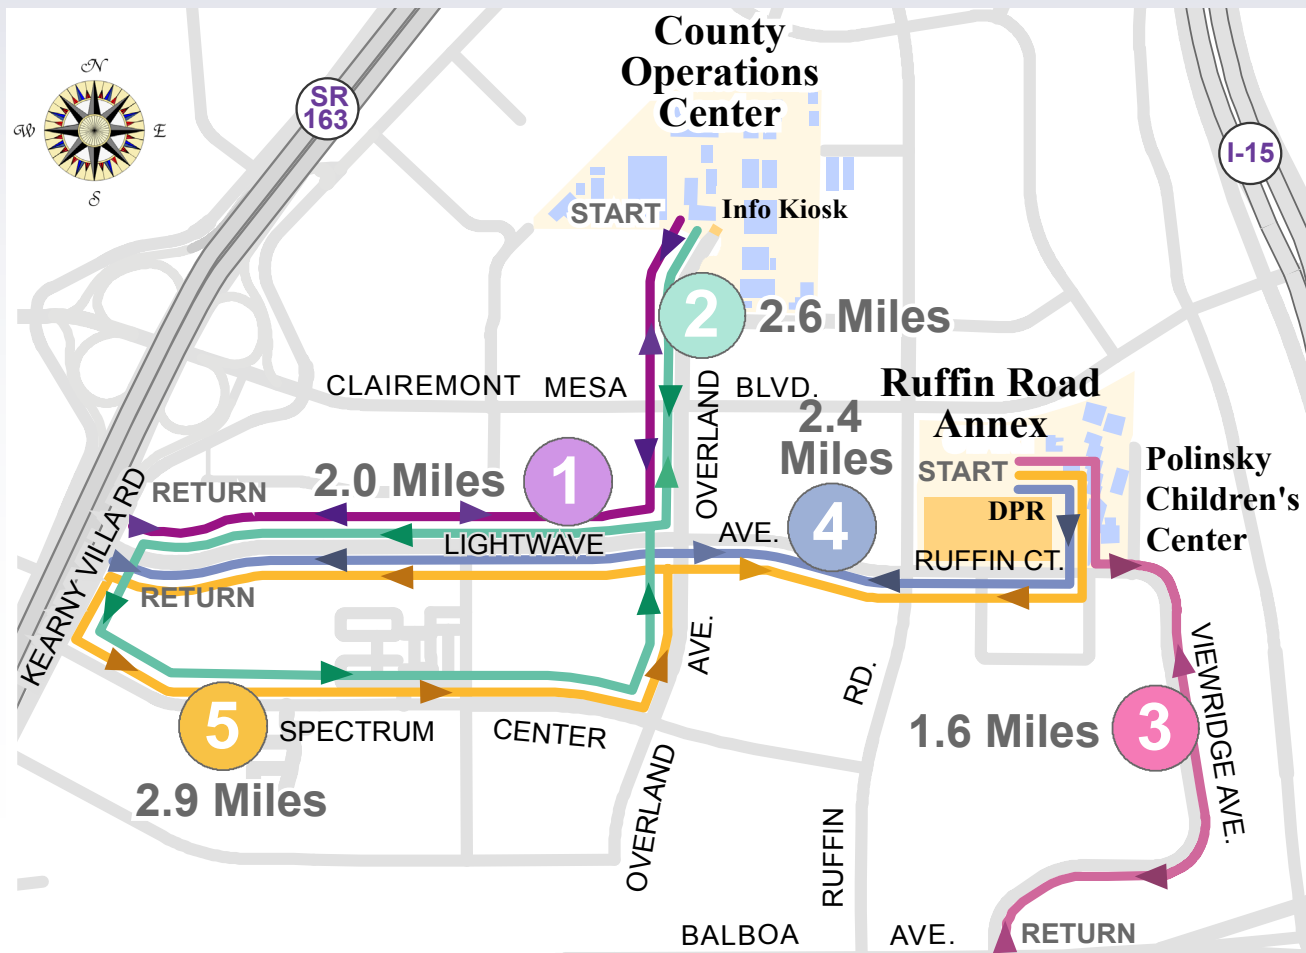 County
Operations
Center
N
W
E
S
SR
163
I-15
START
Info Kiosk
2
2.6 Miles
CLAIREMONT MESA BLVD.
OVERLAND
Ruffin Road
Annex
2.4
Miles
START
Polinsky
Children's
Center
RETURN
2.0 Miles
1
4
DPR
AVE.
LIGHTWAVE
RUFFIN CT.
KEARNY VILLA RD
RETURN
AVE.
RD.
VIEWRIDGE AVE.
5
SPECTRUM CENTER
1.6 Miles
3
2.9 Miles
OVERLAND
RUFFIN
BALBOA AVE.
RETURN